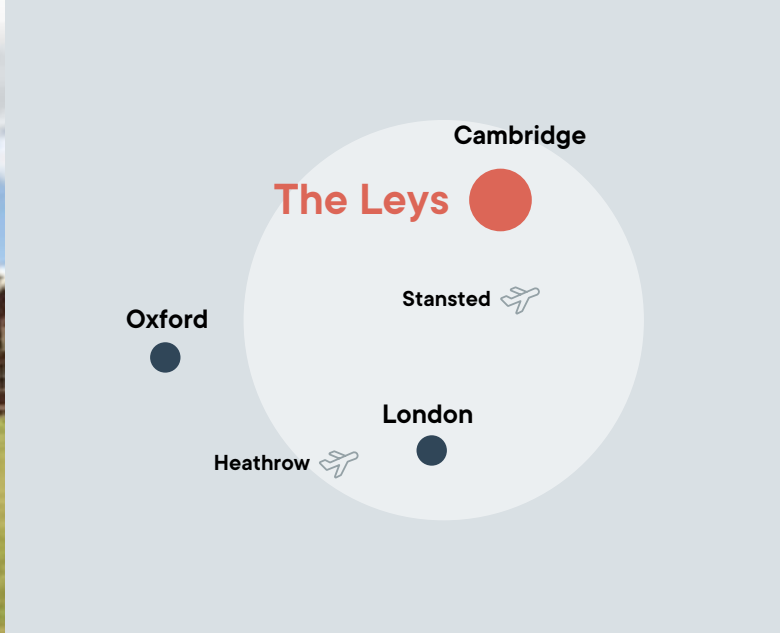 Cambridge
The Leys
Stansted
Oxford
London
Heathrow